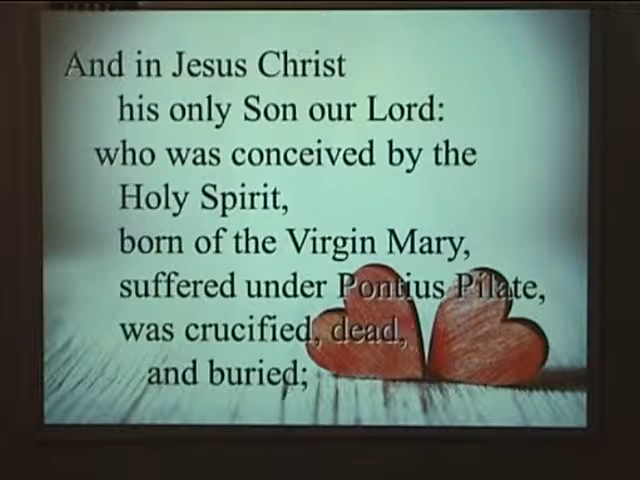 And in Jesus Christ
his only Son our Lord:
who was conceived by the
Holy Spirit,
born of the Virgin Mary,
suffered under Pontius Pilate,
was crucified, dead,
and buried;